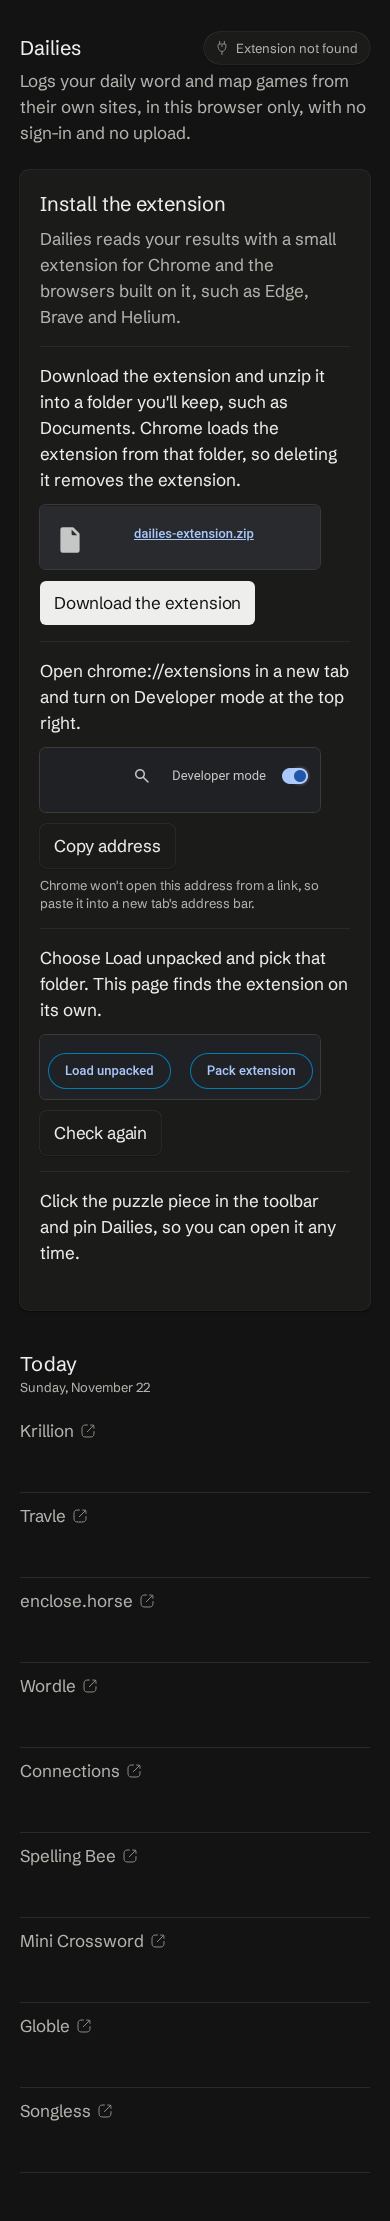 Dailies
Extension not found
Logs your daily word and map games from
their own sites, in this browser only, with no
sign-in and no upload.
Install the extension
Dailies reads your results with a small
extension for Chrome and the
browsers built on it, such as Edge,
Brave and Helium.
Download the extension and unzip it
into a folder you'll keep, such as
Documents. Chrome loads the
extension from that folder, so deleting
it removes the extension.
dailies-extension.zip
Download the extension
Open chrome://extensions in a new tab
and turn on Developer mode at the top
right.
Developer mode
Copy address
Chrome won't open this address from a link, so
paste it into a new tab's address bar.
Choose Load unpacked and pick that
folder. This page finds the extension on
its own.
Load unpacked
Pack extension
Check again
Click the puzzle piece in the toolbar
and pin Dailies, so you can open it any
time.
Today
Sunday, November 22
Krillion
Travle
enclose.horse
Wordle
Connections
Spelling Bee
Mini Crossword
Globle
Songless